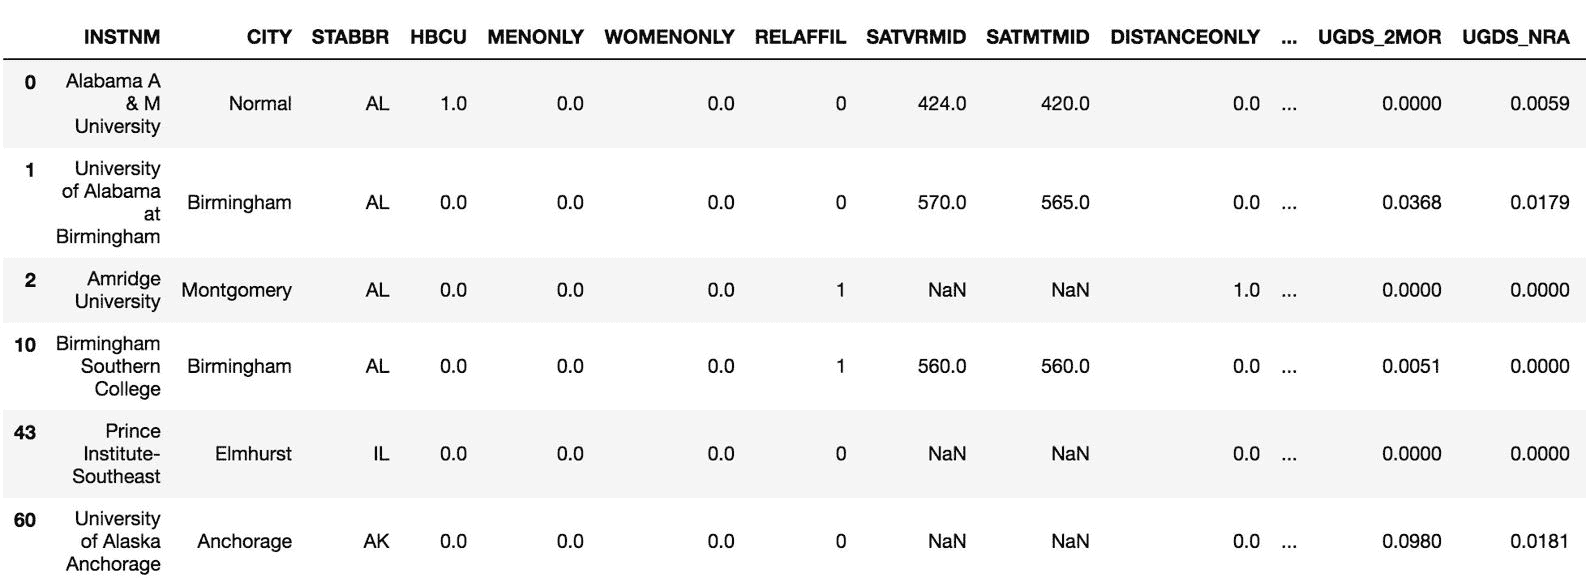 INSTNM CITY STABBR HBCU MENONLY WOMENONLY RELAFFIL SATVRMID SATMTMID DISTANCEONLY ... UGDS_2MOR UGDS_NRA
0 Alabama A
& M
University Normal AL 1.0 0.0 0.0 0 424.0 420.0 0.0 ... 0.0000 0.0059
1 University
of Alabama
at
Birmingham Birmingham AL 0.0 0.0 0.0 0 570.0 565.0 0.0 ... 0.0368 0.0179
2 Amridge
University Montgomery AL 0.0 0.0 0.0 1 NaN NaN 1.0 ... 0.0000 0.0000
10 Birmingham
Southern
College Birmingham AL 0.0 0.0 0.0 1 560.0 560.0 0.0 ... 0.0051 0.0000
43 Prince
Institute-
Southeast Elmhurst IL 0.0 0.0 0.0 0 NaN NaN 0.0 ... 0.0000 0.0000
60 University
of Alaska
Anchorage Anchorage AK 0.0 0.0 0.0 0 NaN NaN 0.0 ... 0.0980 0.0181